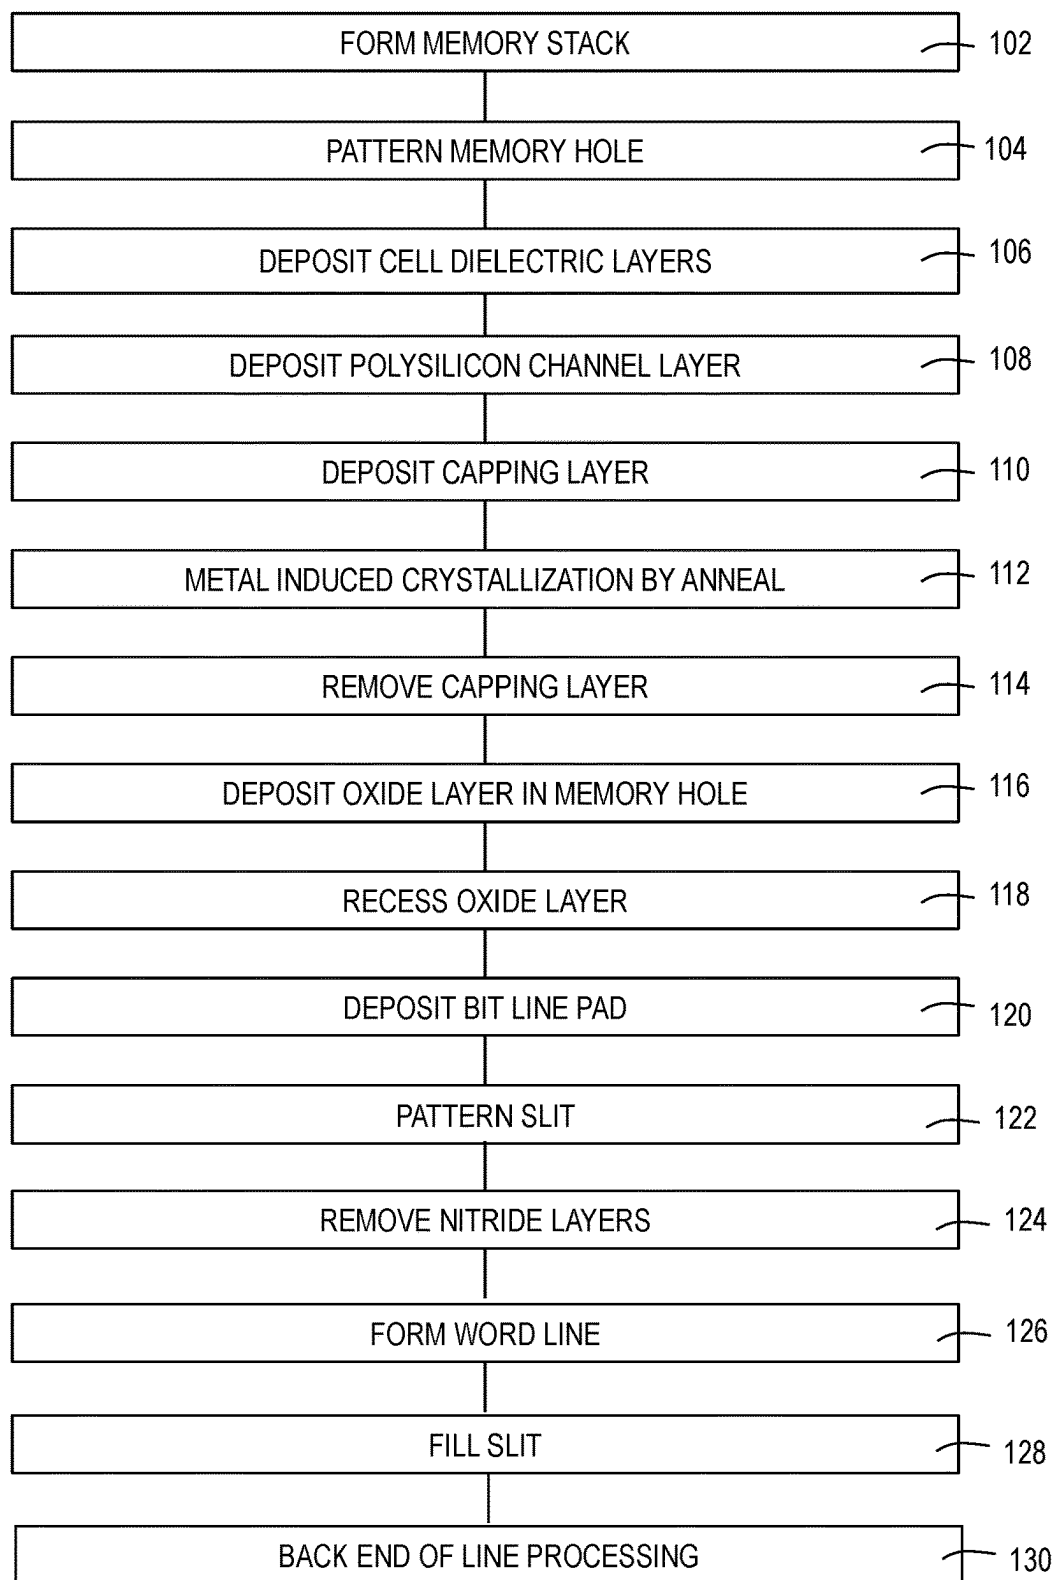 FORM MEMORY STACK 102
PATTERN MEMORY HOLE 104
DEPOSIT CELL DIELECTRIC LAYERS 106
DEPOSIT POLYSILICON CHANNEL LAYER 108
DEPOSIT CAPPING LAYER 110
METAL INDUCED CRYSTALLIZATION BY ANNEAL 112
REMOVE CAPPING LAYER 114
DEPOSIT OXIDE LAYER IN MEMORY HOLE 116
RECESS OXIDE LAYER 118
DEPOSIT BIT LINE PAD 120
PATTERN SLIT 122
REMOVE NITRIDE LAYERS 124
FORM WORD LINE 126
FILL SLIT 128
BACK END OF LINE PROCESSING 130